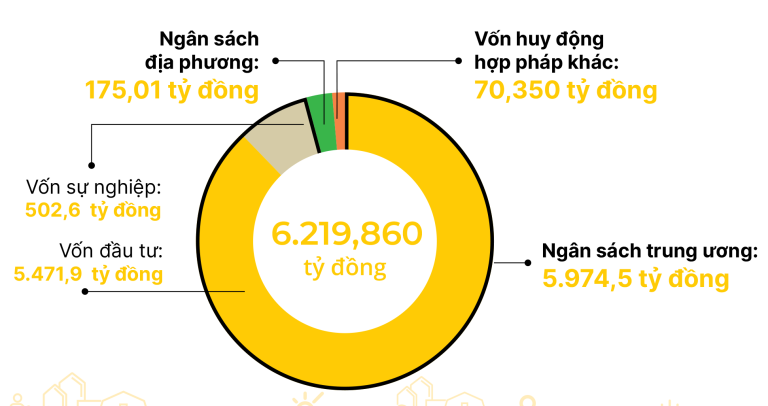 Ngân sách
địa phương:
175,01 tỷ đồng
Vốn huy động
hợp pháp khác:
70,350 tỷ đồng
Vốn sự nghiệp:
502,6 tỷ đồng
Vốn đầu tư:
5.471,9 tỷ đồng
6.219,860
tỷ đồng
Ngân sách trung ương:
5.974,5 tỷ đồng